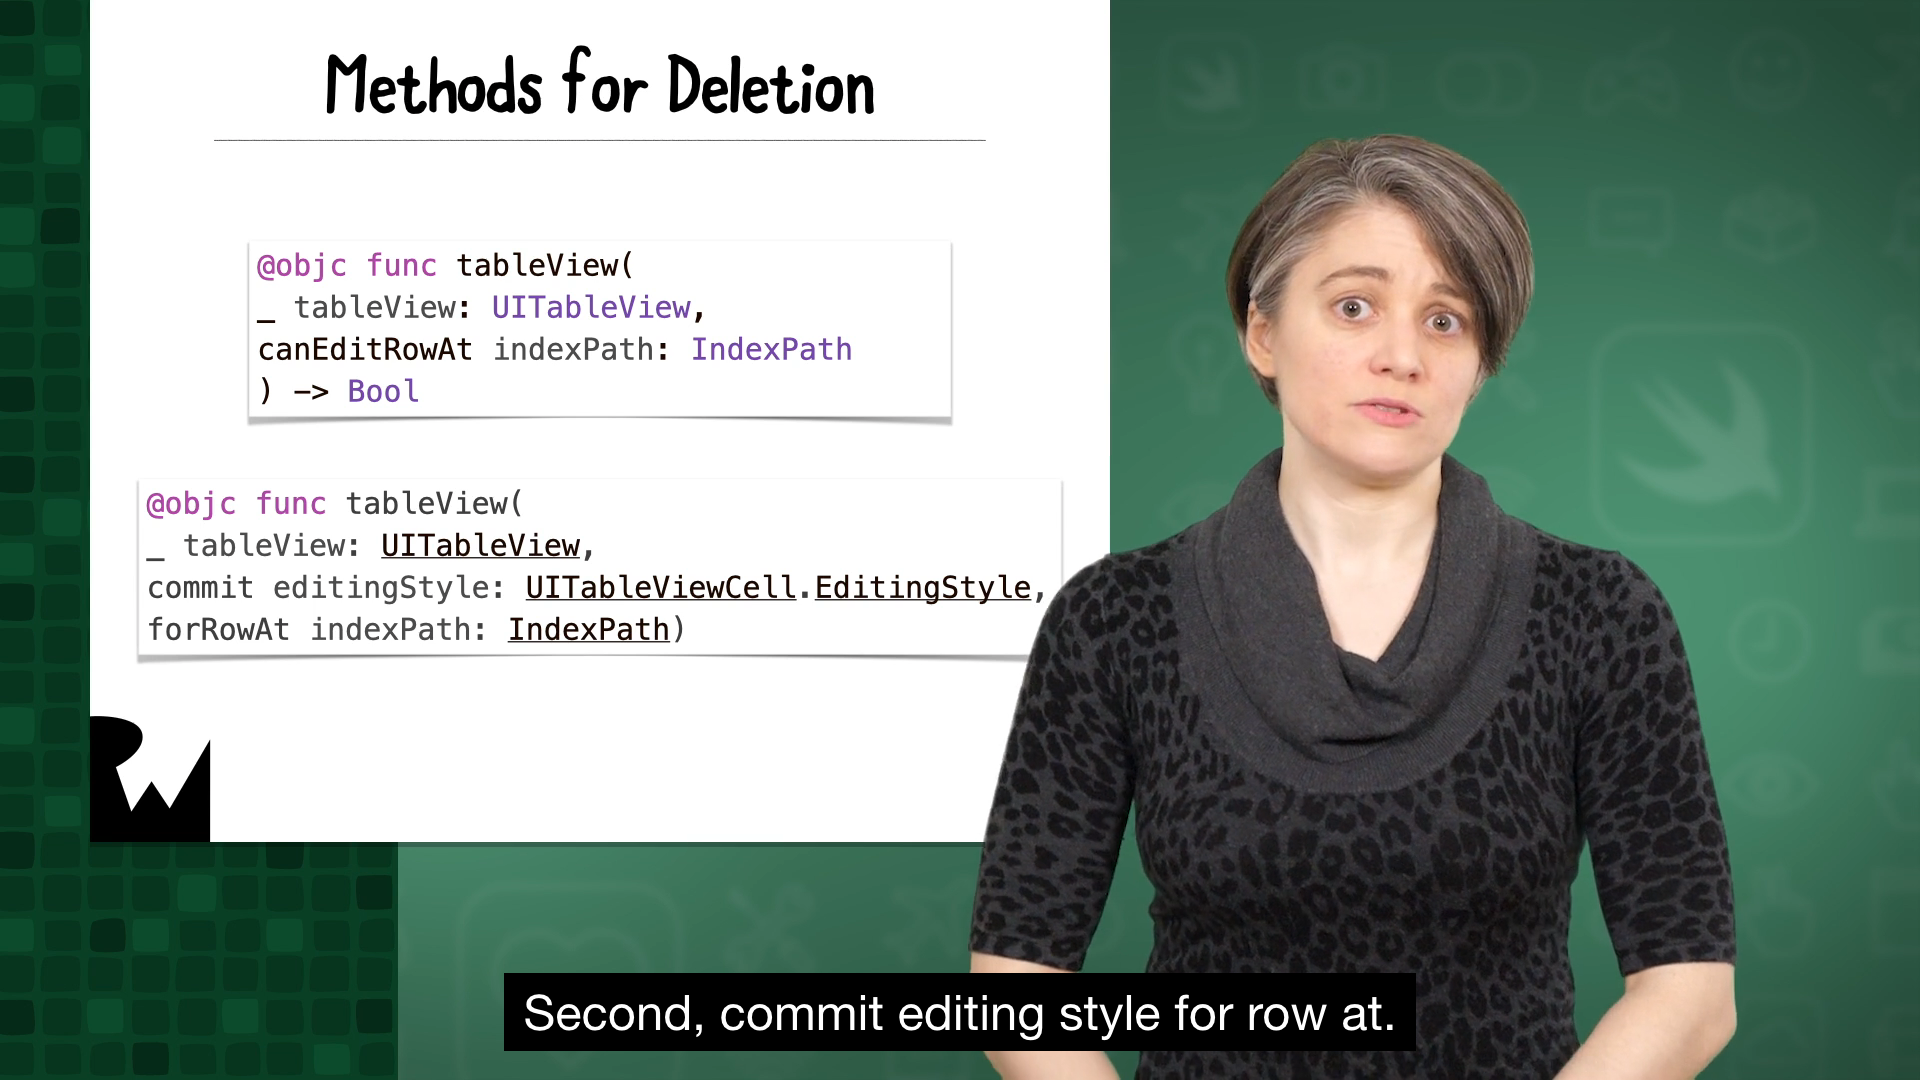 Methods for Deletion
@objc func tableView(
_ tableView: UITableView,
canEditRowAt indexPath: IndexPath
) -> Bool
@objc func tableView(
_ tableView: UITableView,
commit editingStyle: UITableViewCell.EditingStyle,
forRowAt indexPath: IndexPath)
RW
Second, commit editing style for row at.